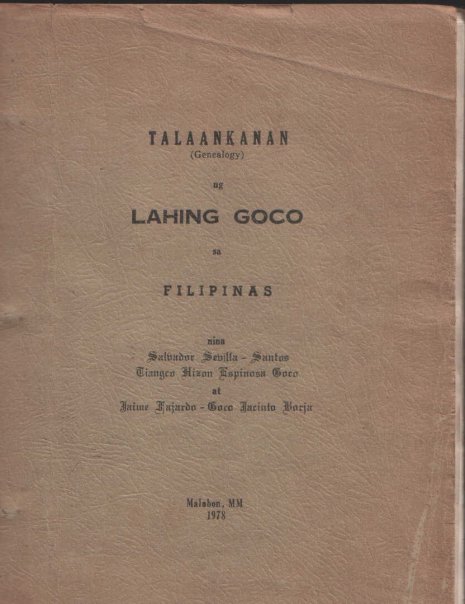 TALAANKANAN
(Genealogy)
ug
LAHING GOCO
sa
FILIPINAS
nina
Salvador Sevilla - Santos
Tiangco Hizon Espinosa Goco
at
Jaime Fajardo - Goco Jacinto Borja
Malabon, MM
1978